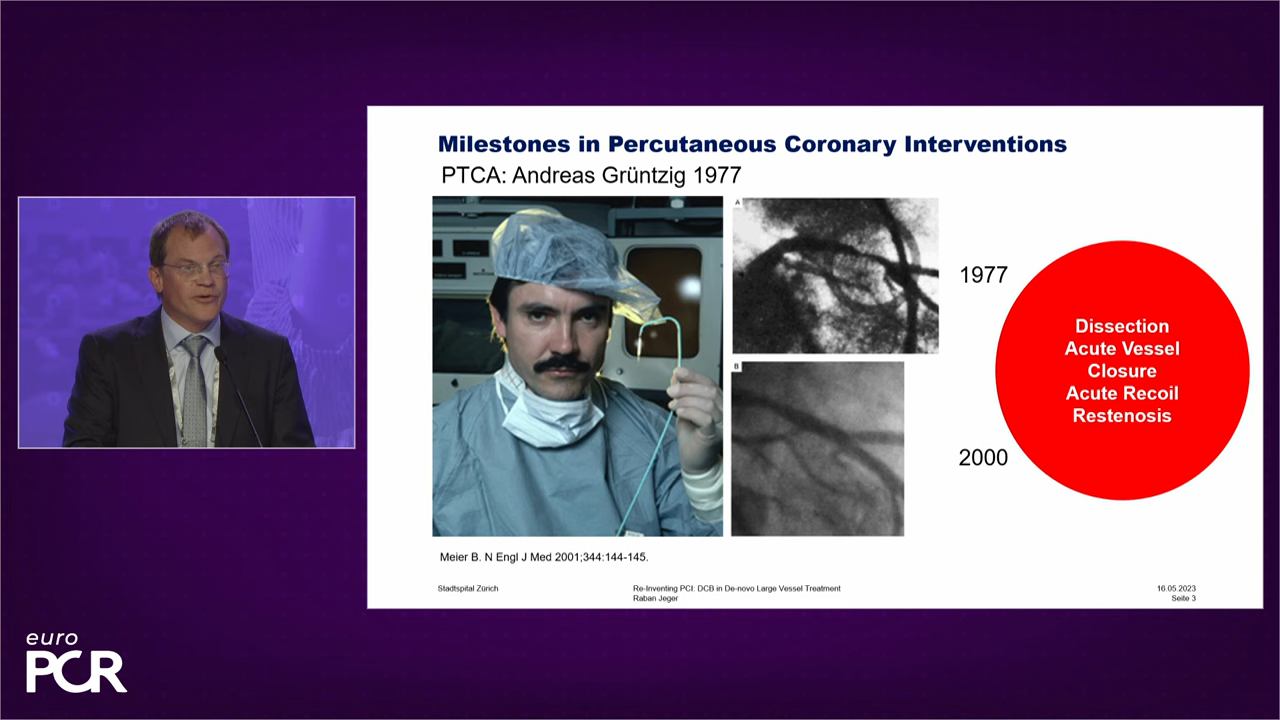 Milestones in Percutaneous Coronary Interventions
PTCA: Andreas Grüntzig 1977
A
B
1977
2000
Dissection
Acute Vessel
Closure
Acute Recoil
Restenosis
Meier B. N Engl J Med 2001;344:144-145.
Stadtspital Zürich
Re-Inventing PCI: DCB in De-novo Large Vessel Treatment
Raban Jeger
16.05.2023
Seite 3
euro
PCR